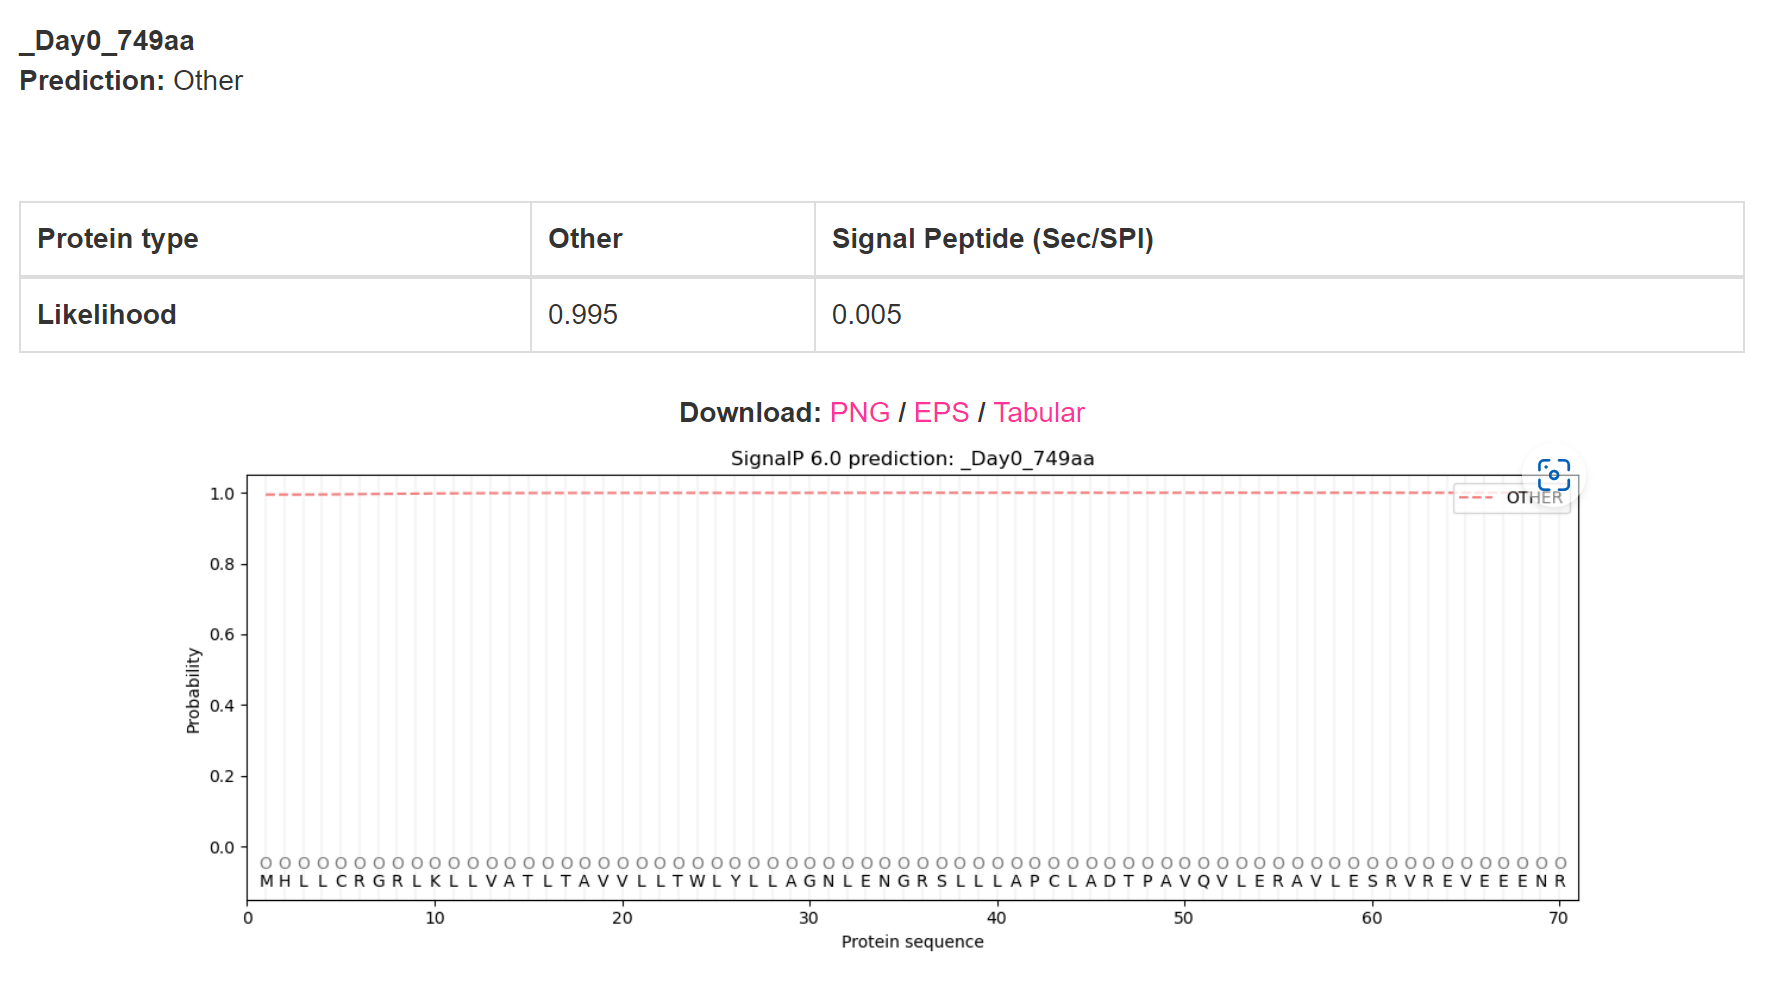 _Day0_749aa
Prediction: Other
Protein type Other Signal Peptide (Sec/SPI)
Likelihood 0.995 0.005
Download: PNG / EPS / Tabular
SignalP 6.0 prediction: _Day0_749aa
OTHER
1.0
0.8
0.6
0.4
0.2
0.0
Probability
O O O O O O O O O O O O O O O O O O O O O O O O O O O O O O O O O O O O O O O O O O O O O O O O O O O O O O O O O O O O O O O O O O O O O O
M H L L C R G R L K L L V A T L T A V V L L T W L Y L L A G N L E N G R S L L L A P C L A D T P A V Q V L E R A V L E S R V R E V E E E N R
0 10 20 30 40 50 60 70
Protein sequence